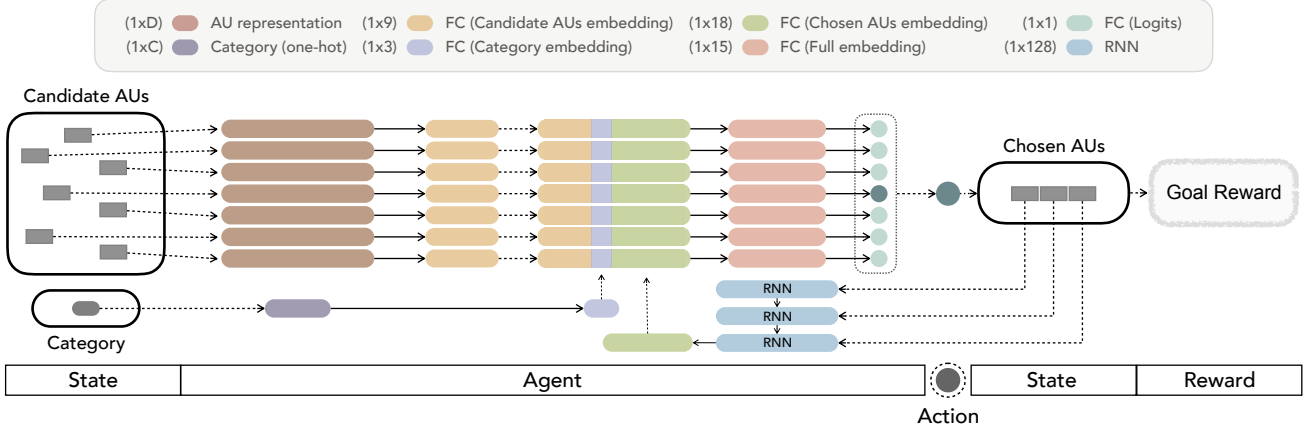 (1xD) AU representation (1x9) FC (Candidate AUs embedding) (1x18) FC (Chosen AUs embedding) (1x1) FC (Logits)
(1xC) Category (one-hot) (1x3) FC (Category embedding) (1x15) FC (Full embedding) (1x128) RNN
Candidate AUs
Chosen AUs
Goal Reward
RNN
RNN
RNN
Category
State Agent State Reward
Action